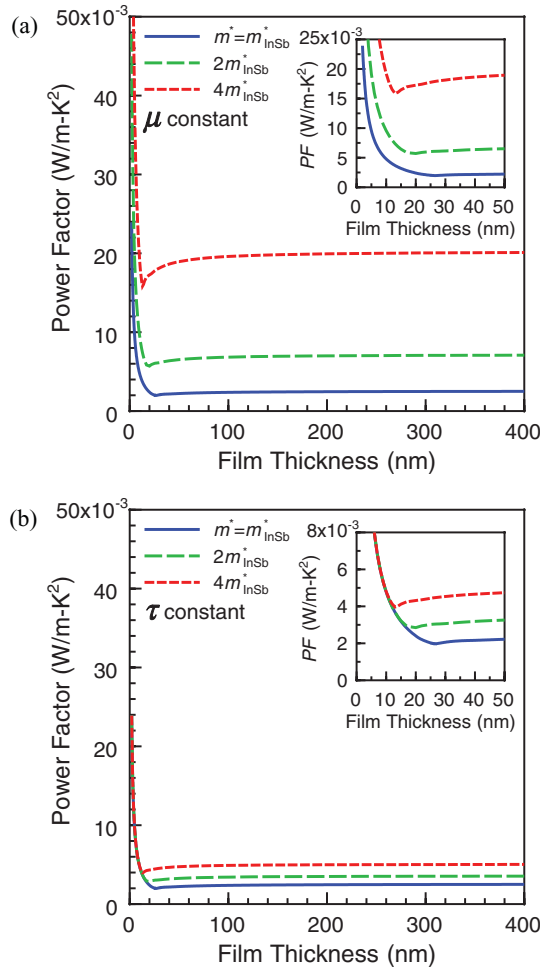 (a)
50x10⁻³
40
30
20
10
0
Power Factor (W/m-K²)
m*=m*InSb
2m*InSb
4m*InSb
μ constant
25x10⁻³
20
15
10
5
0
PF (W/m-K²)
0 10 20 30 40 50
Film Thickness (nm)
0 100 200 300 400
Film Thickness (nm)
(b)
50x10⁻³
40
30
20
10
0
Power Factor (W/m-K²)
m*=m*InSb
2m*InSb
4m*InSb
τ constant
8x10⁻³
6
4
2
0
PF (W/m-K²)
0 10 20 30 40 50
Film Thickness (nm)
0 100 200 300 400
Film Thickness (nm)